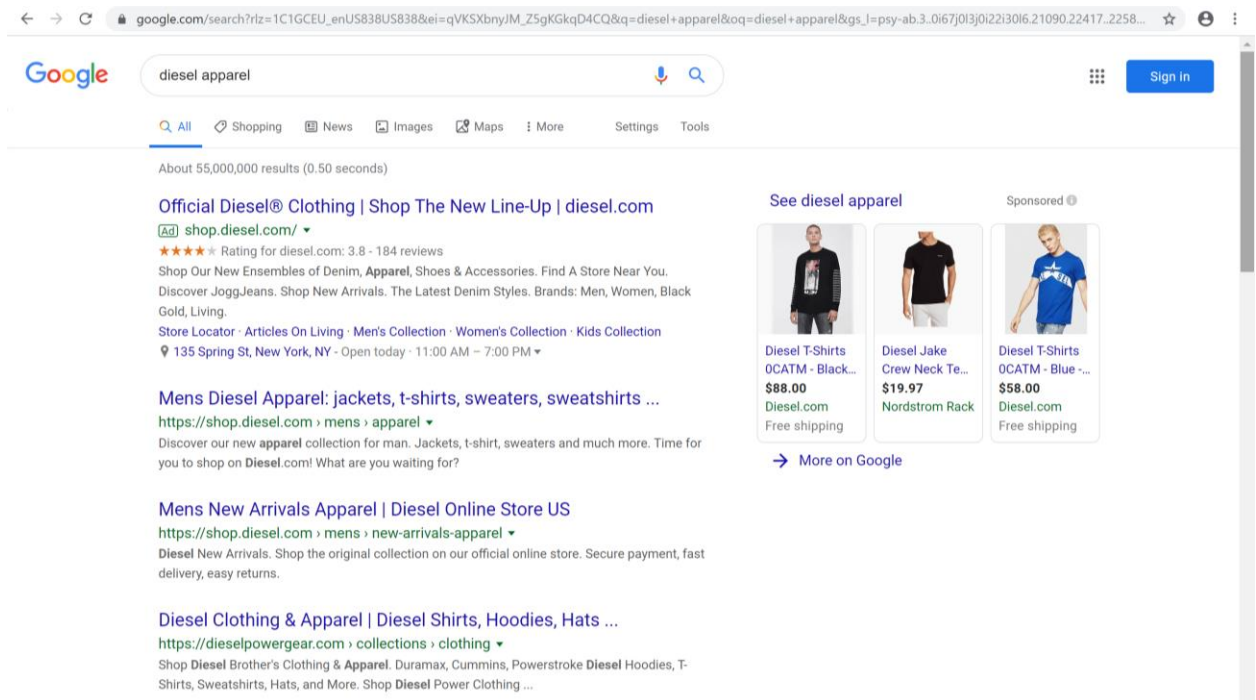 google.com/search?rlz=1C1GCEU_enUS838US838&ei=qVKSXbnyJM_Z5gKGkqD4CQ&q=diesel+apparel&oq=diesel+apparel&gs_l=psy-ab.3..0i67j0l3j0i22i30l6.21090.22417..2258...
Google
diesel apparel
Sign in
All Shopping News Images Maps More Settings Tools
About 55,000,000 results (0.50 seconds)
Official Diesel® Clothing | Shop The New Line-Up | diesel.com
Ad shop.diesel.com/
Rating for diesel.com: 3.8 - 184 reviews
Shop Our New Ensembles of Denim, Apparel, Shoes & Accessories. Find A Store Near You.
Discover JoggJeans. Shop New Arrivals. The Latest Denim Styles. Brands: Men, Women, Black
Gold, Living.
Store Locator · Articles On Living · Men's Collection · Women's Collection · Kids Collection
135 Spring St, New York, NY - Open today · 11:00 AM – 7:00 PM
Mens Diesel Apparel: jackets, t-shirts, sweaters, sweatshirts ...
https://shop.diesel.com › mens › apparel
Discover our new apparel collection for man. Jackets, t-shirt, sweaters and much more. Time for
you to shop on Diesel.com! What are you waiting for?
Mens New Arrivals Apparel | Diesel Online Store US
https://shop.diesel.com › mens › new-arrivals-apparel
Diesel New Arrivals. Shop the original collection on our official online store. Secure payment, fast
delivery, easy returns.
Diesel Clothing & Apparel | Diesel Shirts, Hoodies, Hats ...
https://dieselpowergear.com › collections › clothing
Shop Diesel Brother's Clothing & Apparel. Duramax, Cummins, Powerstroke Diesel Hoodies, T-
Shirts, Sweatshirts, Hats, and More. Shop Diesel Power Clothing ...
See diesel apparel
Sponsored
Diesel T-Shirts
0CATM - Black...
$88.00
Diesel.com
Free shipping
Diesel Jake
Crew Neck Te...
$19.97
Nordstrom Rack
Diesel T-Shirts
0CATM - Blue -...
$58.00
Diesel.com
Free shipping
More on Google